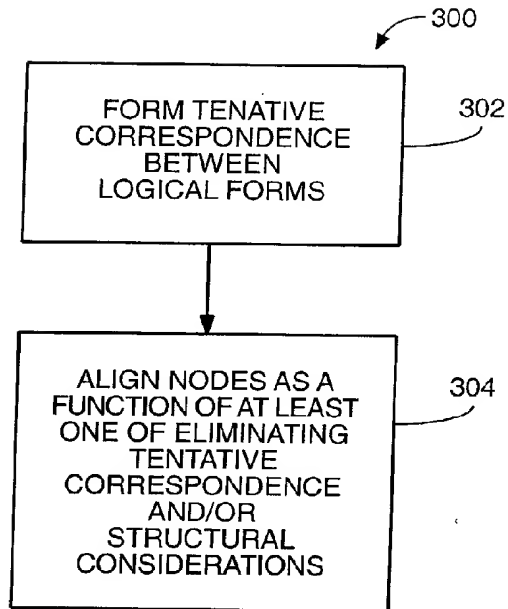 300
FORM TENATIVE
CORRESPONDENCE
BETWEEN
LOGICAL FORMS
302
ALIGN NODES AS A
FUNCTION OF AT LEAST
ONE OF ELIMINATING
TENTATIVE
CORRESPONDENCE
AND/OR
STRUCTURAL
CONSIDERATIONS
304